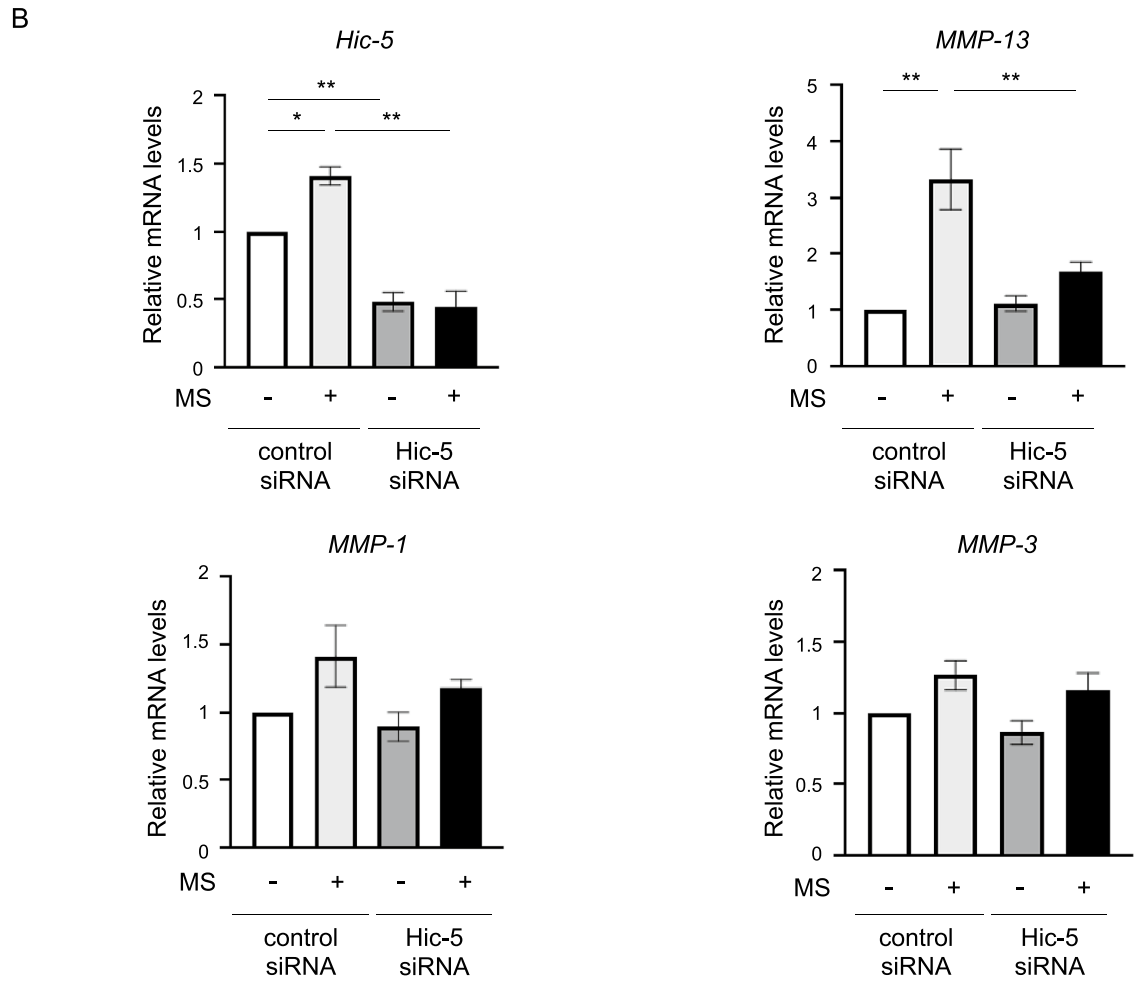 B
Hic-5
**
*
**
2
1.5
1
0.5
0
Relative mRNA levels
MS - + - +
control siRNA
Hic-5 siRNA
MMP-13
**
**
5
4
3
2
1
0
Relative mRNA levels
- + - +
control siRNA
Hic-5 siRNA
MMP-1
2
1.5
1
0.5
0
Relative mRNA levels
MS - + - +
control siRNA
Hic-5 siRNA
MMP-3
2
1.5
1
0.5
0
Relative mRNA levels
MS - + - +
control siRNA
Hic-5 siRNA